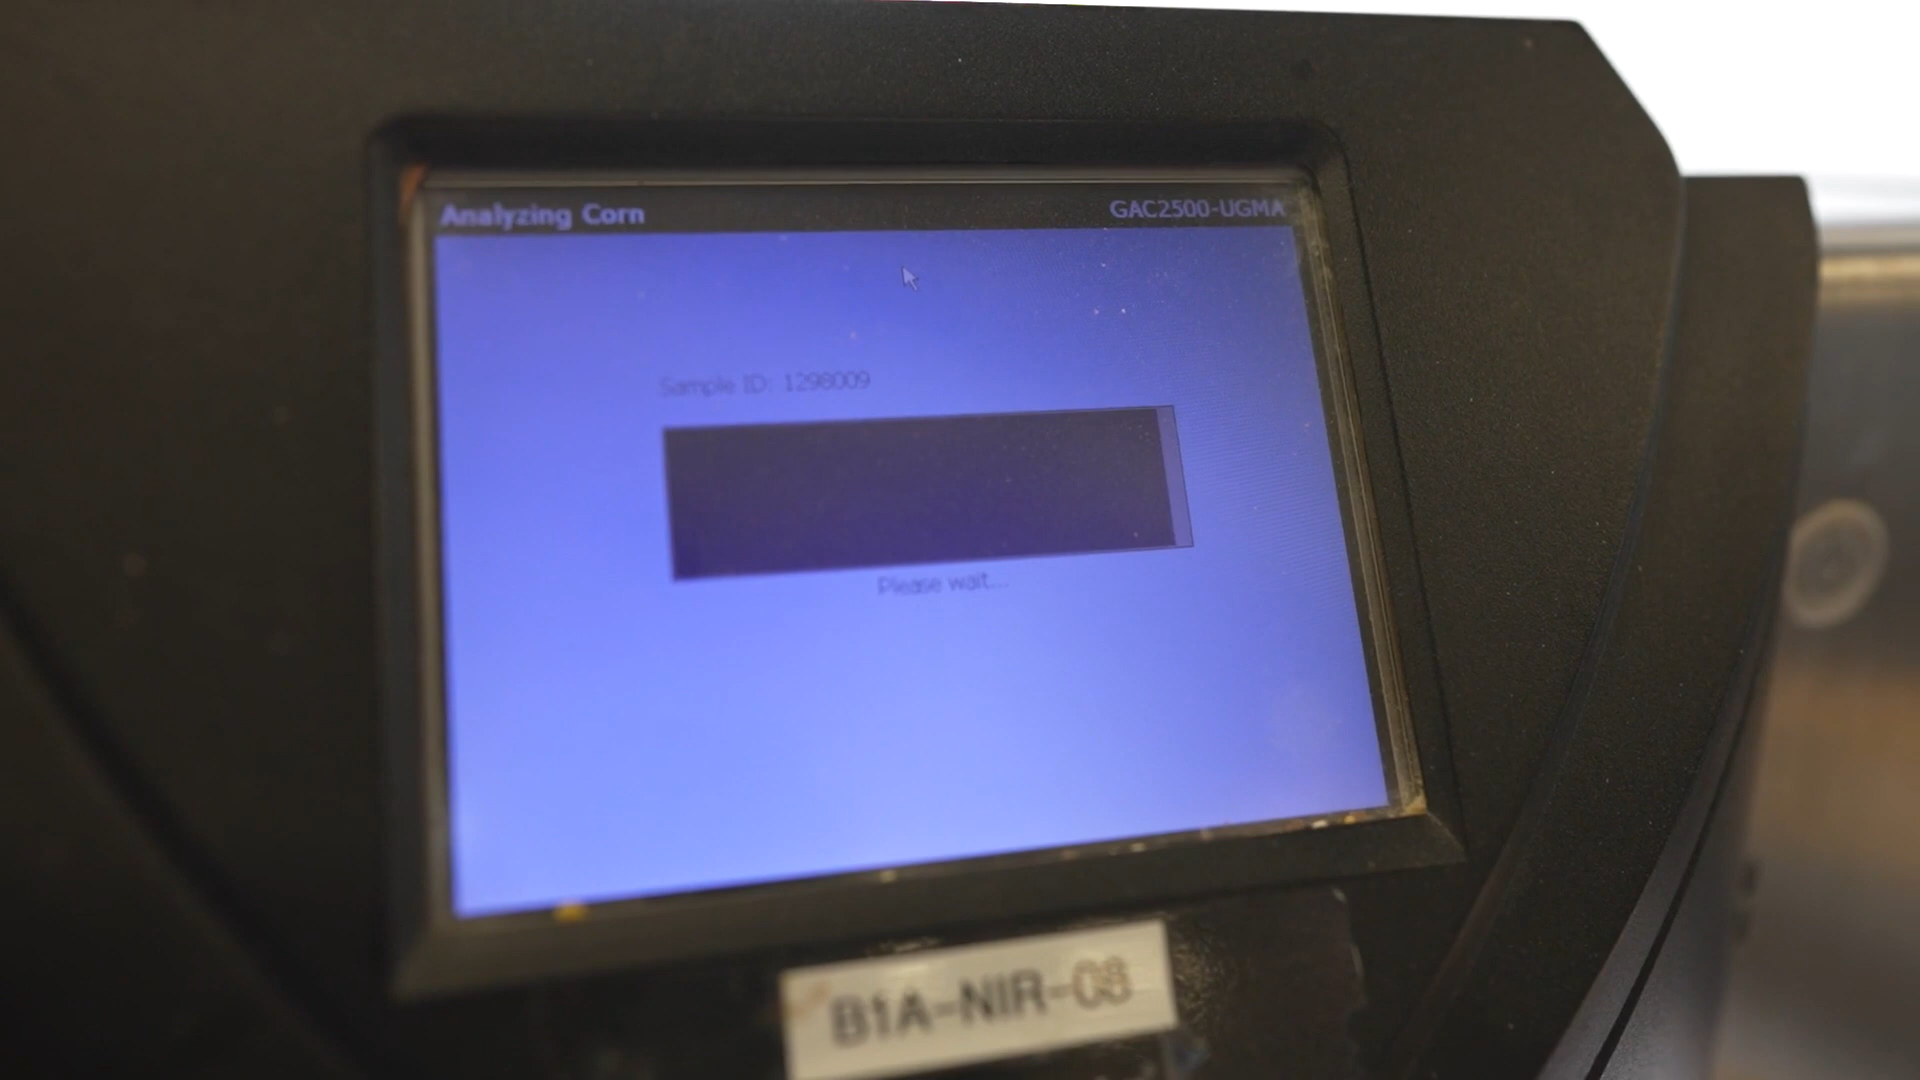 Analyzing Corn
GAC2500-UGMA
Sample ID: 1298009
Please wait...
B1A-NIR-08